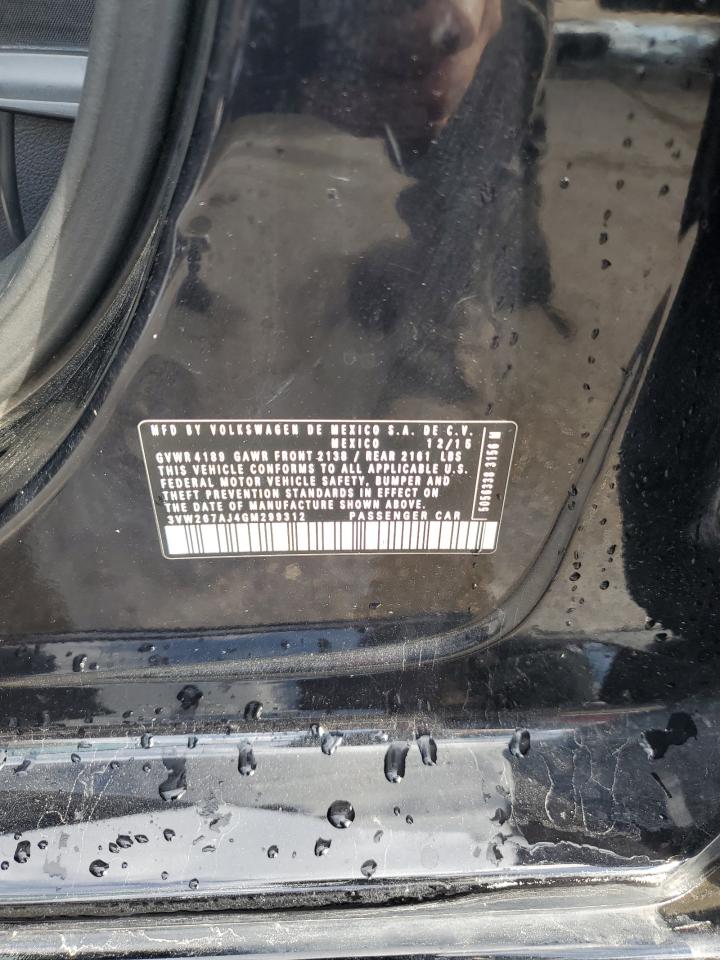 MFD BY VOLKSWAGEN DE MEXICO S.A. DE C.V.
MEXICO 12/15
GVWR 4189 GAWR FRONT 2138 / REAR 2161 LBS
THIS VEHICLE CONFORMS TO ALL APPLICABLE U.S.
FEDERAL MOTOR VEHICLE SAFETY, BUMPER AND
THEFT PREVENTION STANDARDS IN EFFECT ON
THE DATE OF MANUFACTURE SHOWN ABOVE.
3VW267AJ4GM299312 PASSENGER CAR
5056338 3156 M